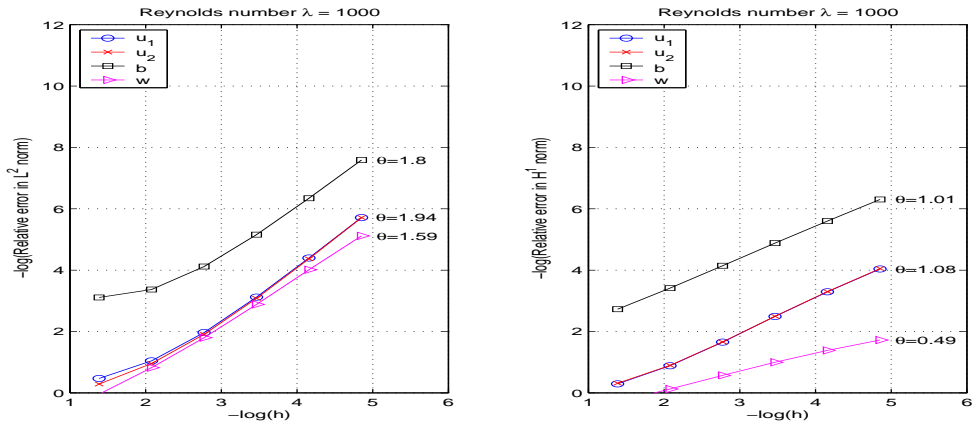 Reynolds number λ = 1000
u1
u2
b
w
12
10
8
6
4
2
0
−log(Relative error in L2 norm)
θ=1.8
θ=1.94
θ=1.59
1 2 3 4 5 6
−log(h)
Reynolds number λ = 1000
u1
u2
b
w
12
10
8
6
4
2
0
−log(Relative error in H1 norm)
θ=1.01
θ=1.08
θ=0.49
1 2 3 4 5 6
−log(h)